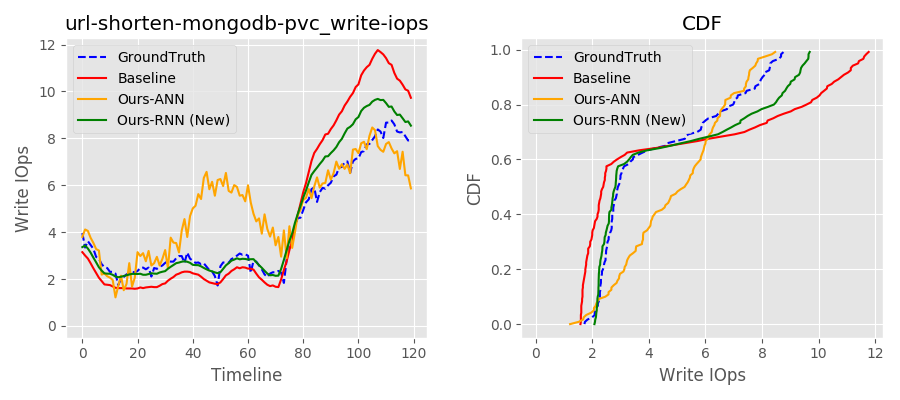 url-shorten-mongodb-pvc_write-iops
12
10
8
6
4
2
0
Write IOps
0
20
40
60
80
100
120
Timeline
GroundTruth
Baseline
Ours-ANN
Ours-RNN (New)
CDF
1.0
0.8
0.6
0.4
0.2
0.0
CDF
0
2
4
6
8
10
12
Write IOps
GroundTruth
Baseline
Ours-ANN
Ours-RNN (New)